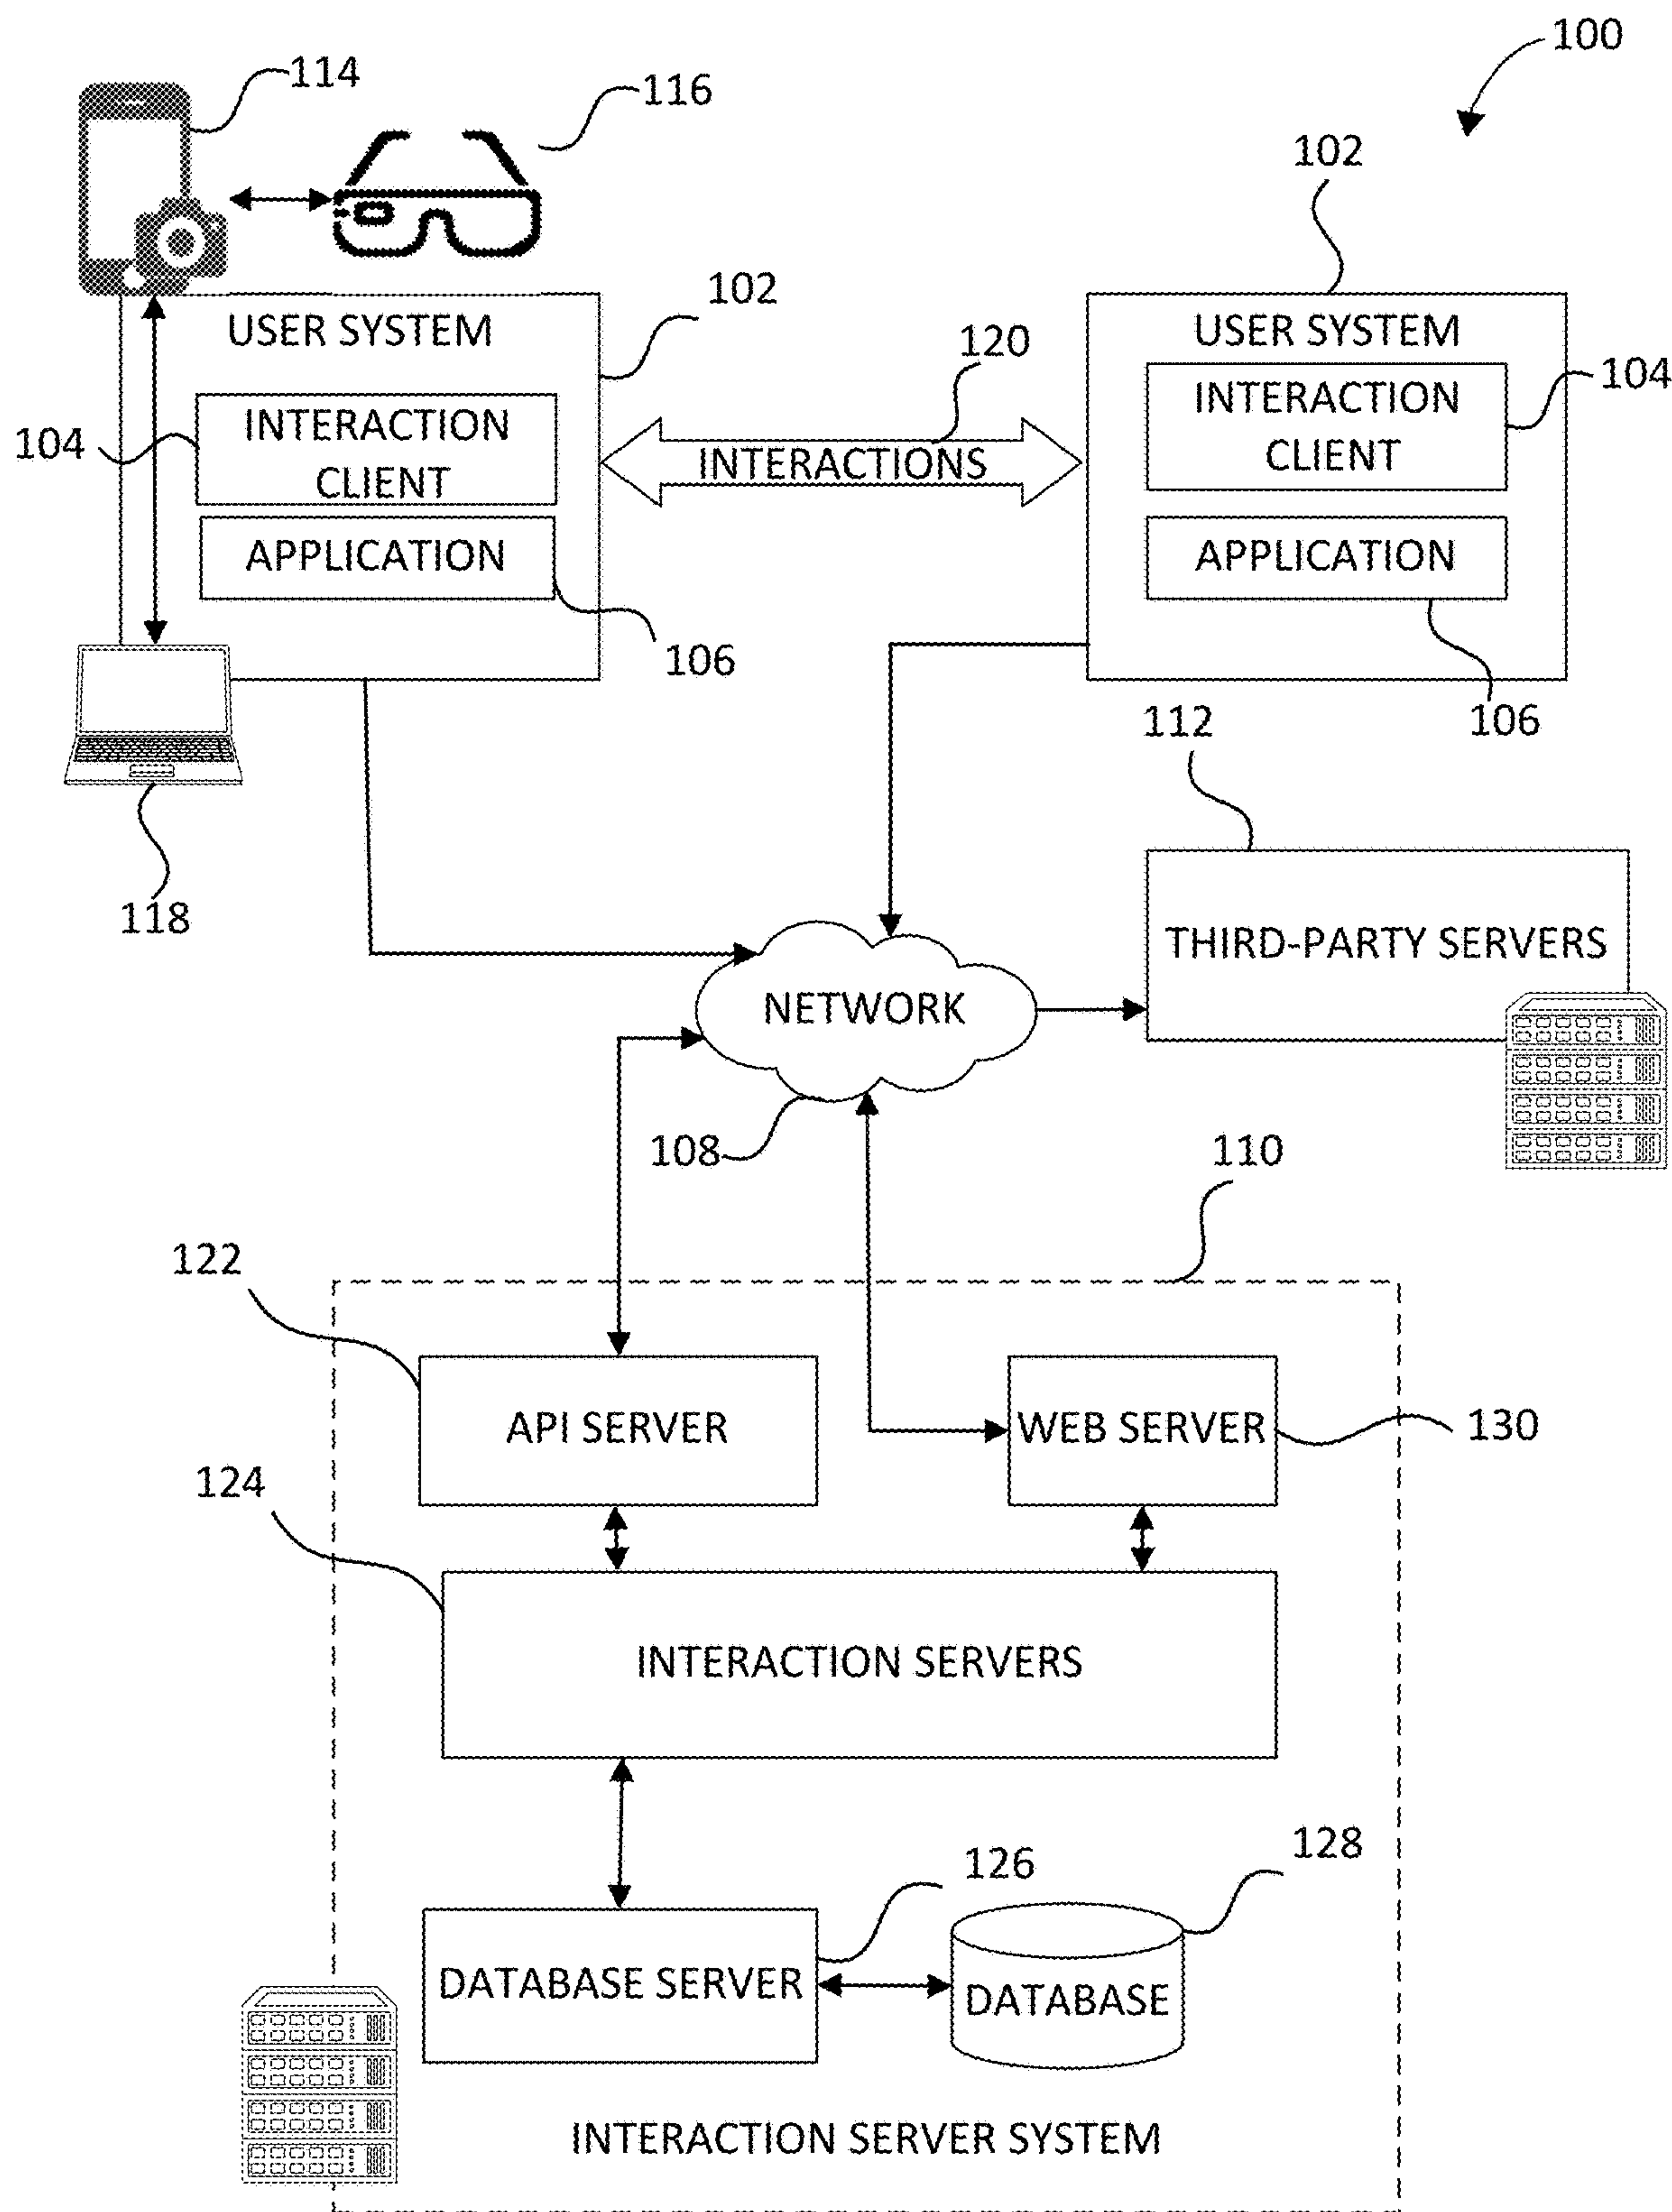 100
114
116
102
102
USER SYSTEM
USER SYSTEM
120
104
INTERACTION
CLIENT
INTERACTIONS
INTERACTION
CLIENT
104
APPLICATION
APPLICATION
106
106
118
112
THIRD-PARTY SERVERS
NETWORK
108
110
122
API SERVER
WEB SERVER
130
124
INTERACTION SERVERS
126
128
DATABASE SERVER
DATABASE
INTERACTION SERVER SYSTEM